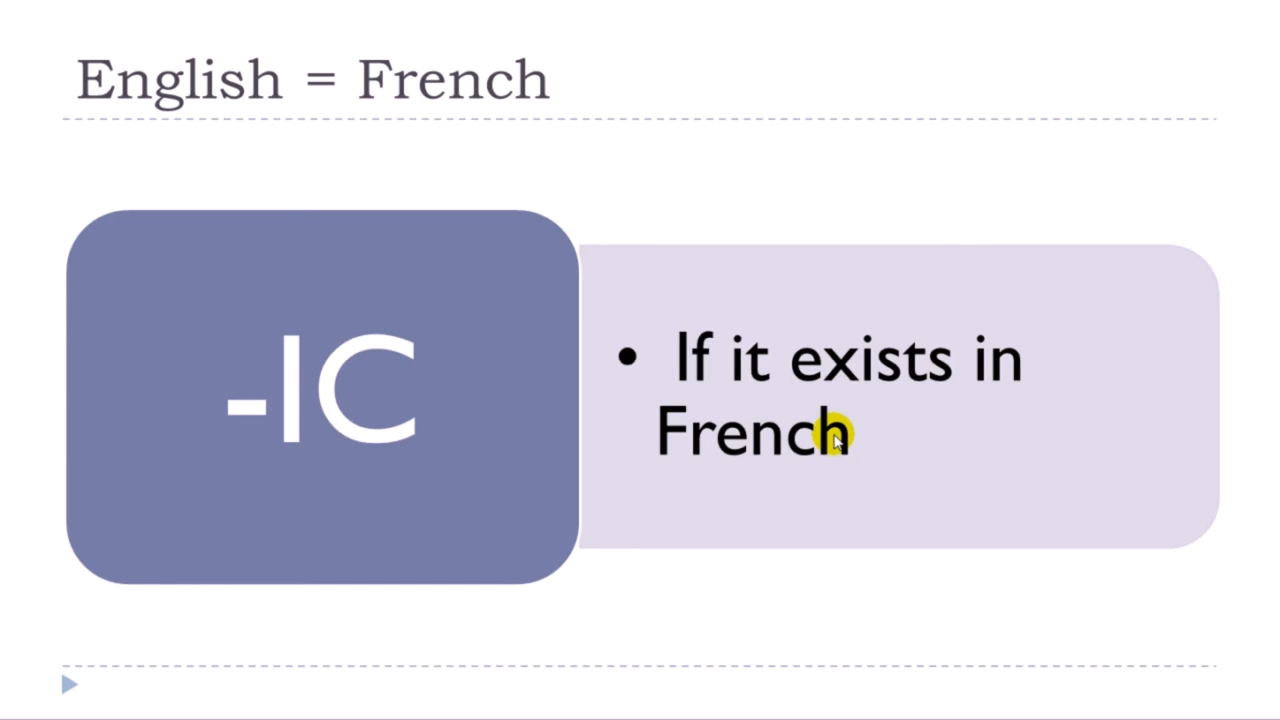 English = French
-IC
• If it exists in
French